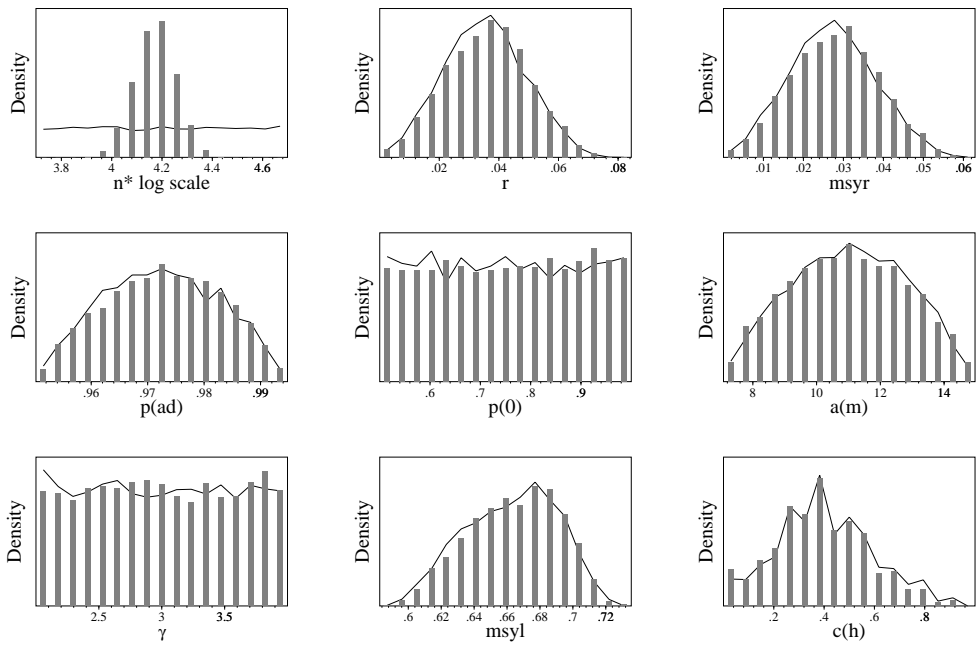 Density
3.8 4 4.2 4.4 4.6
n* log scale
Density
.02 .04 .06 .08
r
Density
.01 .02 .03 .04 .05 .06
msyr
Density
.96 .97 .98 .99
p(ad)
Density
.6 .7 .8 .9
p(0)
Density
8 10 12 14
a(m)
Density
2.5 3 3.5
γ
Density
.6 .62 .64 .66 .68 .7 .72
msyl
Density
.2 .4 .6 .8
c(h)